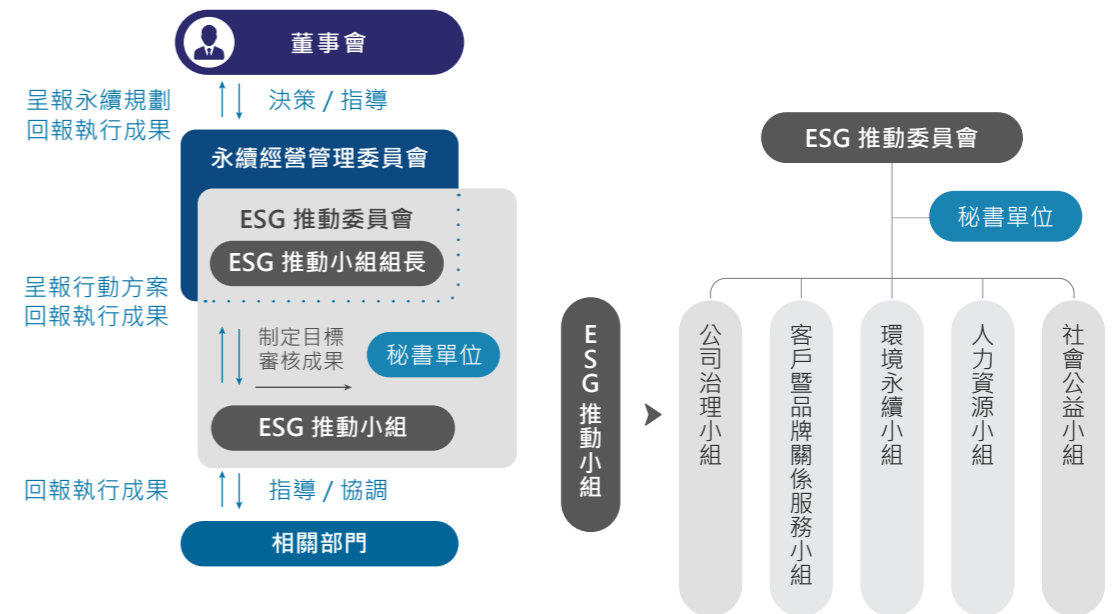 董事會
呈報永續規劃
回報執行成果
決策 / 指導
永續經營管理委員會
ESG 推動委員會
ESG 推動小組組長
呈報行動方案
回報執行成果
制定目標
審核成果
秘書單位
ESG 推動小組
回報執行成果
指導 / 協調
相關部門
ESG 推動委員會
秘書單位
ESG 推動小組
公司治理小組
客戶暨品牌關係服務小組
環境永續小組
人力資源小組
社會公益小組